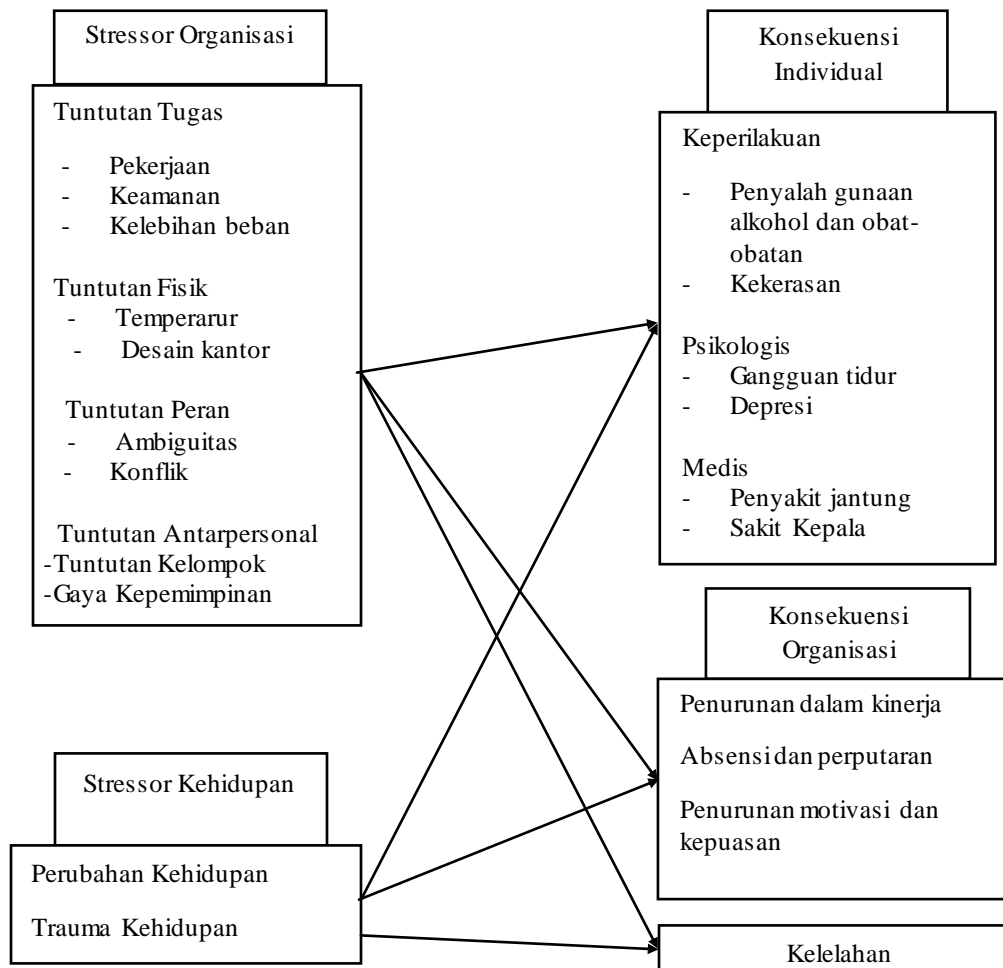 Stressor Organisasi
Tuntutan Tugas
- Pekerjaan
- Keamanan
- Kelebihan beban
Tuntutan Fisik
- Temperarur
- Desain kantor
Tuntutan Peran
- Ambiguitas
- Konflik
Tuntutan Antarpersonal
-Tuntutan Kelompok
-Gaya Kepemimpinan
Stressor Kehidupan
Perubahan Kehidupan
Trauma Kehidupan
Konsekuensi
Individual
Keperilakuan
- Penyalah gunaan
alkohol dan obat-
obatan
- Kekerasan
Psikologis
- Gangguan tidur
- Depresi
Medis
- Penyakit jantung
- Sakit Kepala
Konsekuensi
Organisasi
Penurunan dalam kinerja
Absensi dan perputaran
Penurunan motivasi dan
kepuasan
Kelelahan